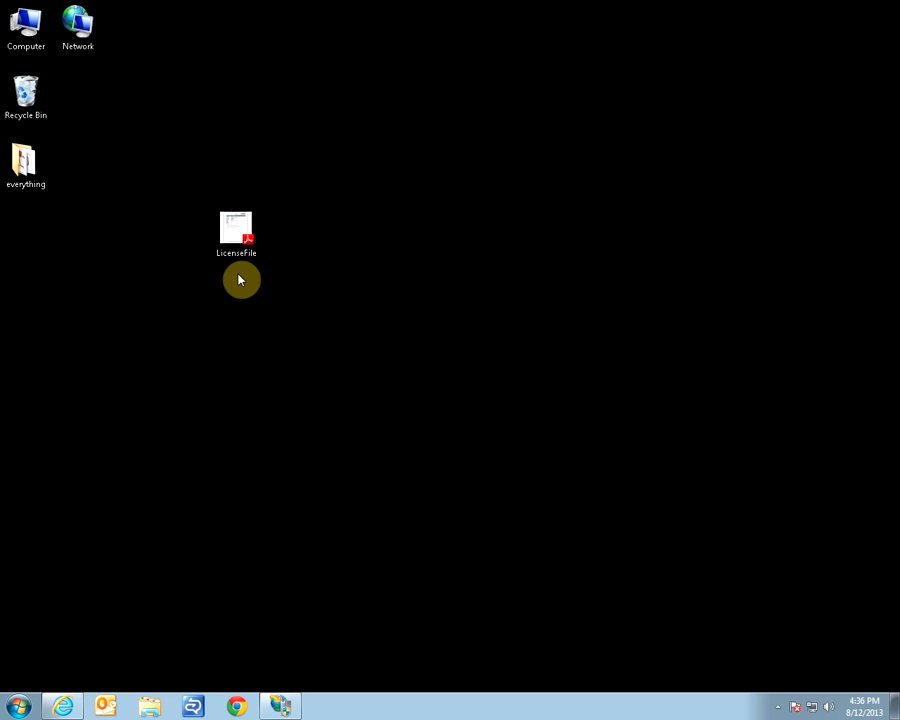 Computer
Network
Recycle Bin
everything
LicenseFile
4:36 PM
8/12/2013